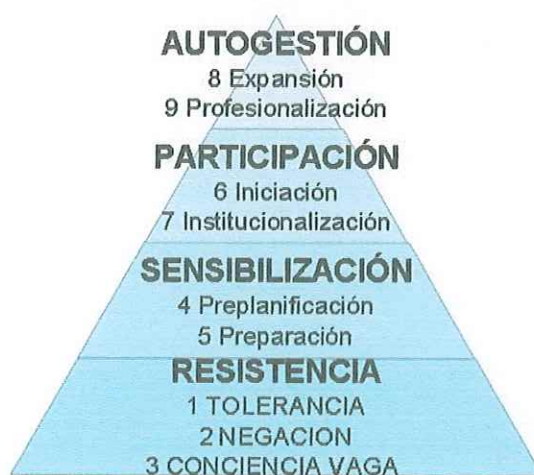 AUTOGESTIÓN
8 Expansión
9 Profesionalización
PARTICIPACIÓN
6 Iniciación
7 Institucionalización
SENSIBILIZACIÓN
4 Preplanificación
5 Preparación
RESISTENCIA
1 TOLERANCIA
2 NEGACION
3 CONCIENCIA VAGA